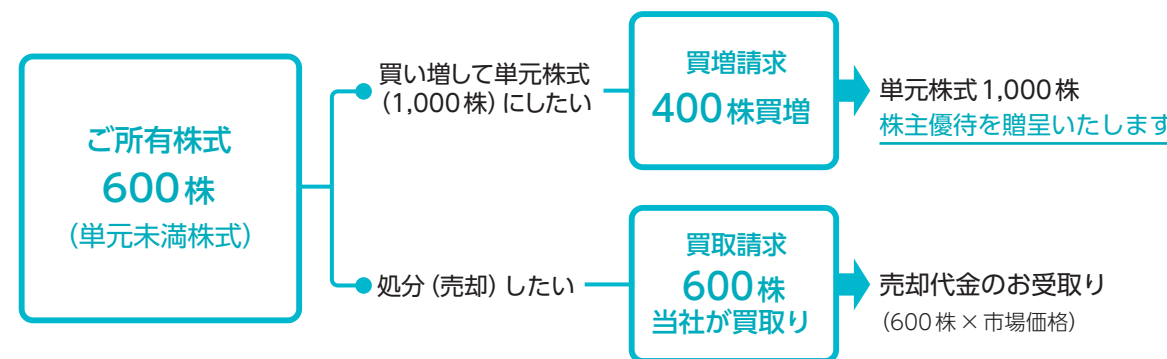 ご所有株式
600株
(単元未満株式)
買い増して単元株式
(1,000株)にしたい
買増請求
400株買増
単元株式1,000株
株主優待を贈呈いたします
処分(売却)したい
買取請求
600株
当社が買取り
売却代金のお受取り
(600株×市場価格)